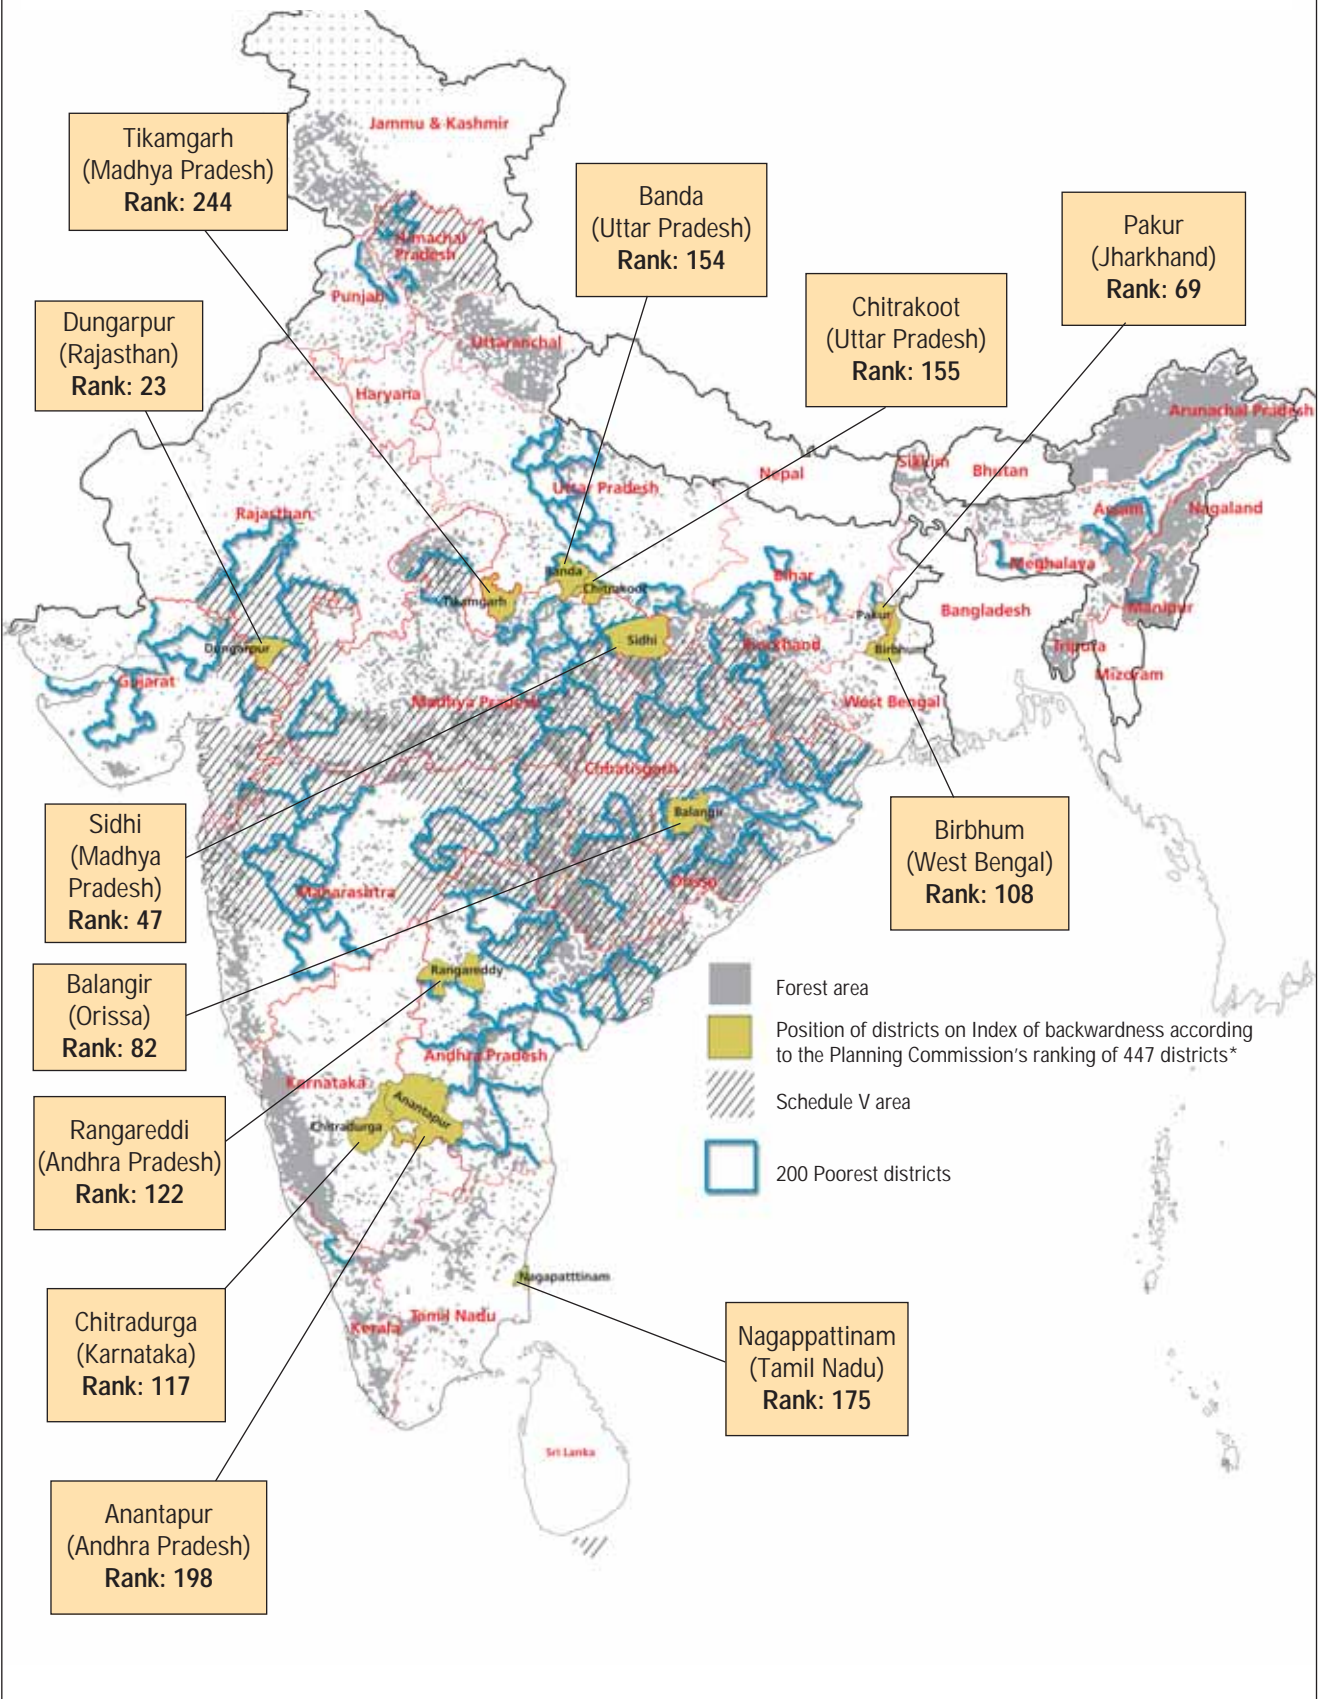 Jammu & Kashmir
Tikamgarh
(Madhya Pradesh)
Rank: 244
Banda
(Uttar Pradesh)
Rank: 154
Pakur
(Jharkhand)
Rank: 69
Himachal
Pradesh
Punjab
Chitrakoot
(Uttar Pradesh)
Rank: 155
Dungarpur
(Rajasthan)
Rank: 23
Uttaranchal
Haryana
Arunachal Pradesh
Sikkim
Bhutan
Nepal
Uttar Pradesh
Rajasthan
Assam
Nagaland
Meghalaya
Banda
Chitrakoot
Bihar
Tikamgarh
Pakur
Bangladesh
Manipur
Dungarpur
Sidhi
Jharkhand
Birbhum
Tripura
Mizoram
Gujarat
Madhya Pradesh
West Bengal
Chhatisgarh
Balangir
Sidhi
(Madhya
Pradesh)
Rank: 47
Birbhum
(West Bengal)
Rank: 108
Maharashtra
Orissa
Balangir
(Orissa)
Rank: 82
Rangareddy
Forest area
Position of districts on Index of backwardness according
to the Planning Commission's ranking of 447 districts*
Schedule V area
200 Poorest districts
Andhra Pradesh
Karnataka
Anantapur
Chitradurga
Rangareddi
(Andhra Pradesh)
Rank: 122
Nagapatttinam
Chitradurga
(Karnataka)
Rank: 117
Tamil Nadu
Kerala
Nagappattinam
(Tamil Nadu)
Rank: 175
Sri Lanka
Anantapur
(Andhra Pradesh)
Rank: 198